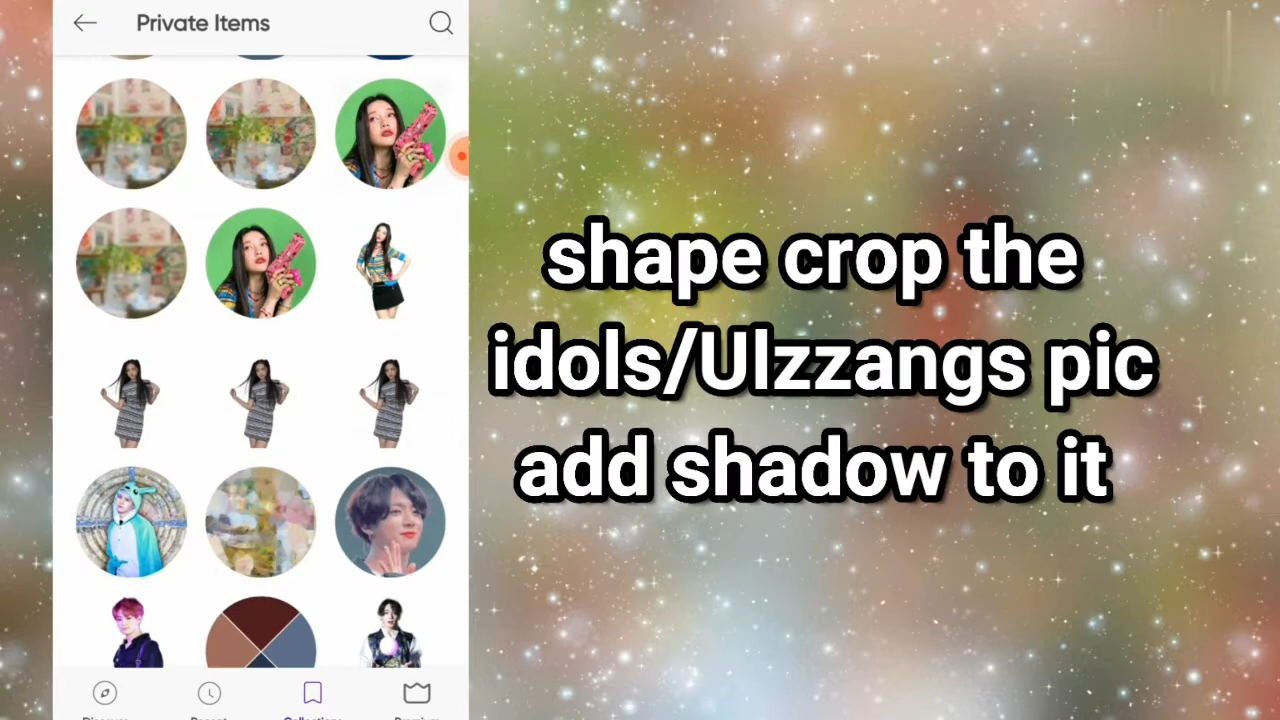 Private Items
shape crop the
idols/Ulzzangs pic
add shadow to it